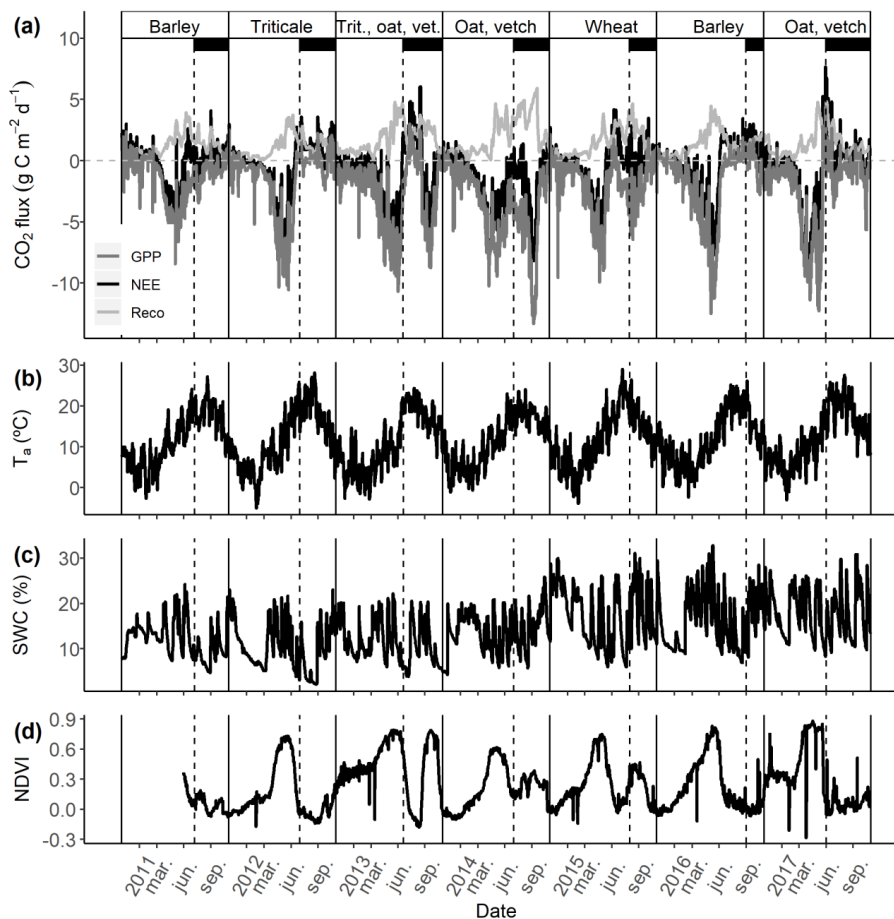 (a)
Barley Triticale Trit., oat, vet. Oat, vetch Wheat Barley Oat, vetch
10
5
0
-5
-10
CO₂ flux (g C m⁻² d⁻¹)
GPP
NEE
Reco
(b)
30
20
10
0
Tₐ (ºC)
(c)
30
20
10
SWC (%)
(d)
0.9
0.6
0.3
0.0
-0.3
NDVI
2011 mar. jun. sep. 2012 mar. jun. sep. 2013 mar. jun. sep. 2014 mar. jun. sep. 2015 mar. jun. sep. 2016 mar. jun. sep. 2017 mar. jun. sep.
Date